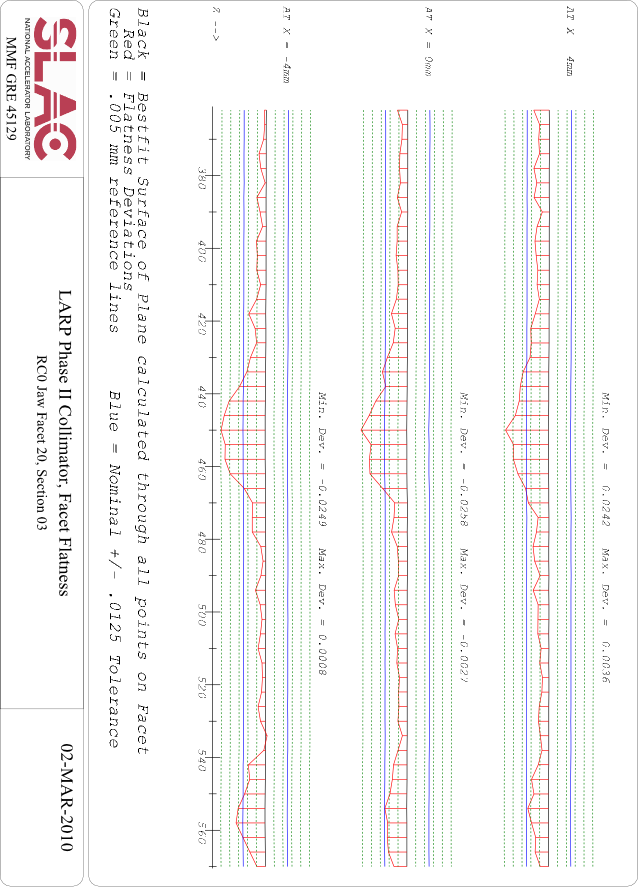 Min. Dev. = 0.0242 Max. Dev. = 0.0036
AT X 4mm
Min. Dev. = -0.0258 Max. Dev. = -0.0027
AT X = 0mm
Min. Dev. = -0.0249 Max. Dev. = 0.0008
AT X = -4mm
Z --> 380 400 420 440 460 480 500 520 540 560
Black = Bestfit Surface of Plane calculated through all points on Facet
Red = Flatness Deviations
Green = .005 mm reference lines Blue = Nominal +/- .0125 Tolerance
SLAC
NATIONAL ACCELERATOR LABORATORY
MMF GRE 45129
LARP Phase II Collimator, Facet Flatness
RC0 Jaw Facet 20, Section 03
02-MAR-2010